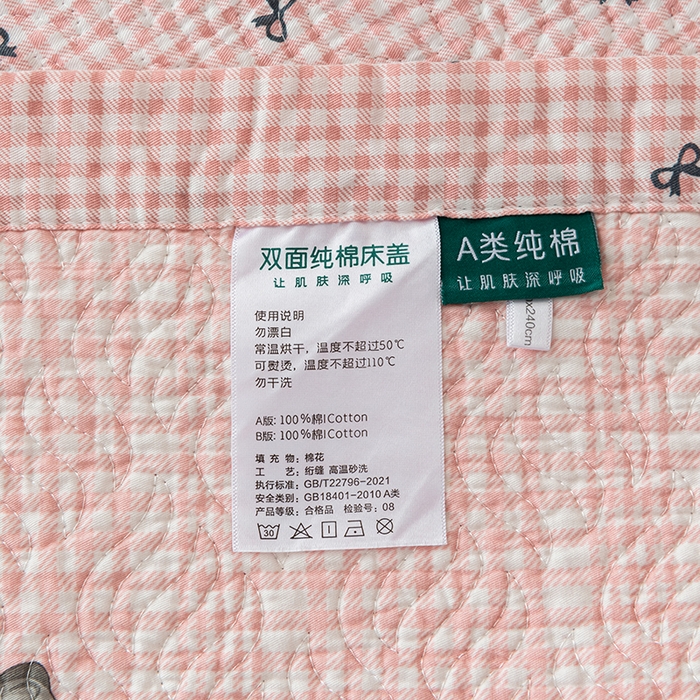 双面纯棉床盖
让肌肤深呼吸
使用说明
勿漂白
常温烘干，温度不超过50℃
可熨烫，温度不超过110℃
勿干洗
A版: 100%棉|Cotton
B版: 100%棉|Cotton
填 充 物: 棉花
工 艺: 绗缝 高温砂洗
执行标准: GB/T22796-2021
安全类别: GB18401-2010 A类
产品等级: 合格品 检验号: 08
30
A类纯棉
让肌肤深呼吸
x240cm